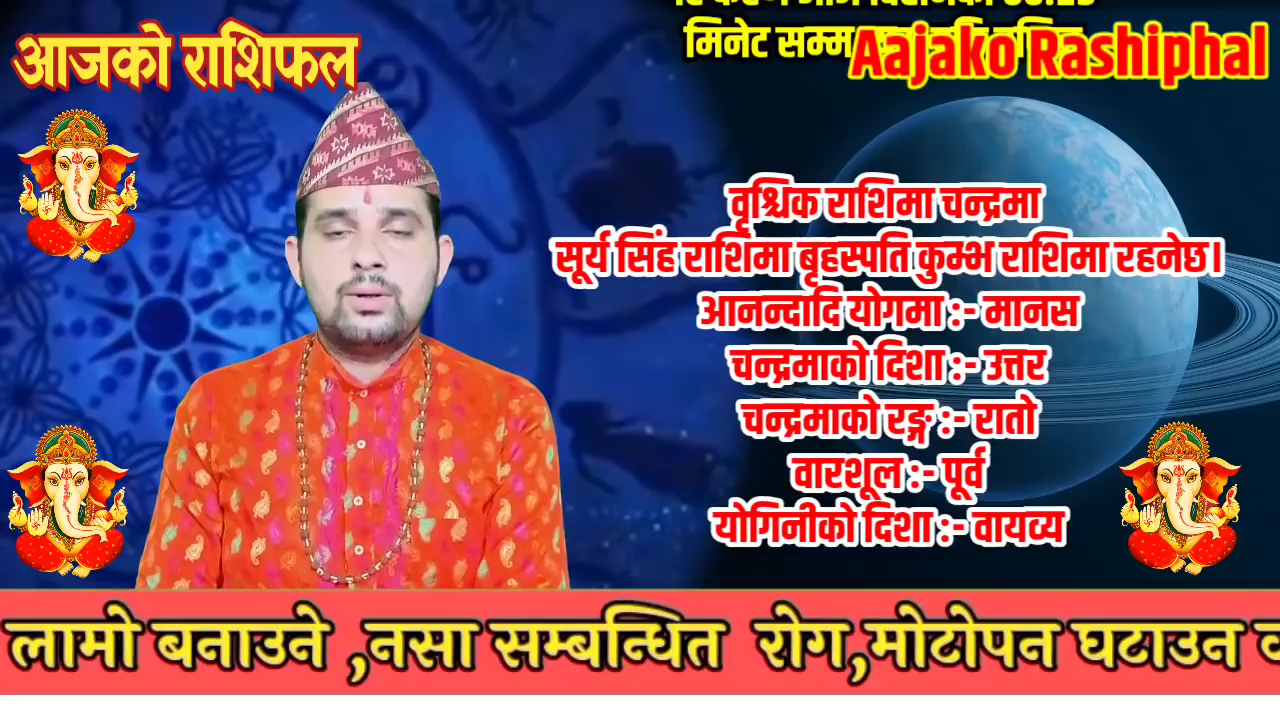 आजको राशिफल
मिनेट सम्म
Aajako Rashiphal
वृश्चिक राशिमा चन्द्रमा
सूर्य सिंह राशिमा बृहस्पति कुम्भ राशिमा रहनेछ।
आनन्दादि योगमा :- मानस
चन्द्रमाको दिशा :- उत्तर
चन्द्रमाको रङ्ग :- रातो
वारशूल :- पूर्व
योगिनीको दिशा :- वायव्य
लामो बनाउने ,नसा सम्बन्धित रोग,मोटोपन घटाउन